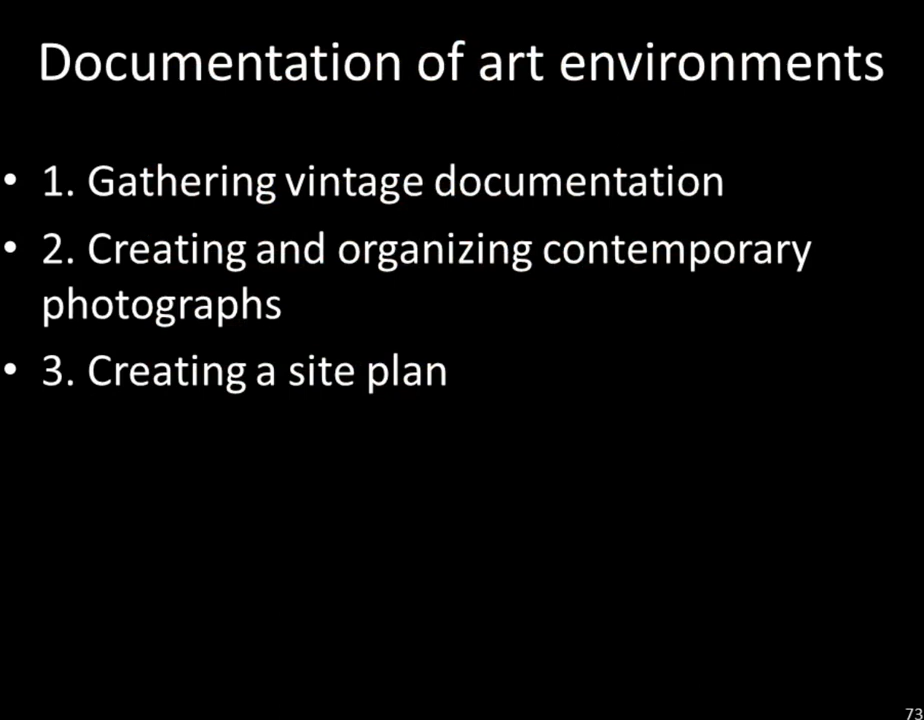 Documentation of art environments
• 1. Gathering vintage documentation
• 2. Creating and organizing contemporary
photographs
• 3. Creating a site plan
73